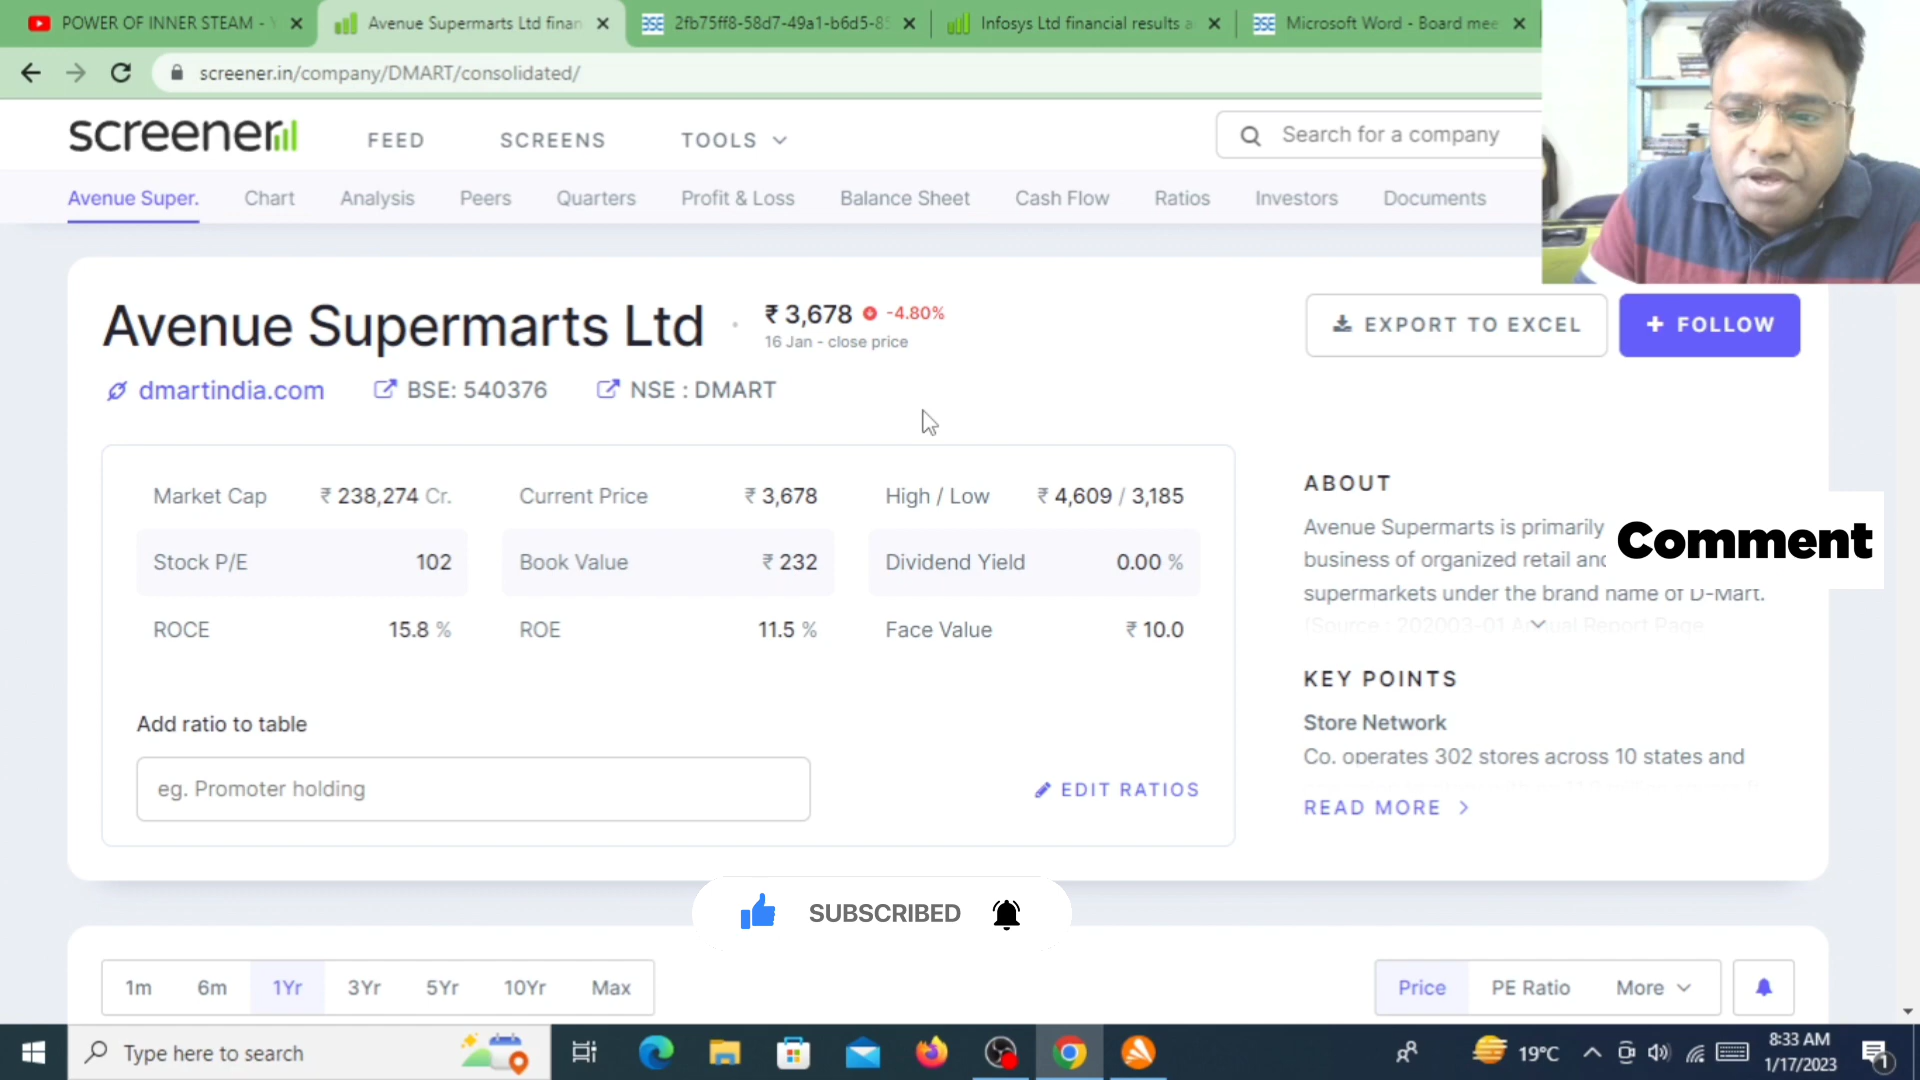 POWER OF INNER STEAM -
Avenue Supermarts Ltd finan
2fb75ff8-58d7-49a1-b6d5-85
Infosys Ltd financial results a
Microsoft Word - Board mee
screener.in/company/DMART/consolidated/
screener
FEED
SCREENS
TOOLS
Search for a company
Avenue Super.
Chart
Analysis
Peers
Quarters
Profit & Loss
Balance Sheet
Cash Flow
Ratios
Investors
Documents
Avenue Supermarts Ltd
₹ 3,678 -4.80%
16 Jan - close price
EXPORT TO EXCEL
+ FOLLOW
dmartindia.com
BSE: 540376
NSE : DMART
Market Cap ₹ 238,274 Cr.
Current Price ₹ 3,678
High / Low ₹ 4,609 / 3,185
Stock P/E 102
Book Value ₹ 232
Dividend Yield 0.00 %
ROCE 15.8 %
ROE 11.5 %
Face Value ₹ 10.0
Add ratio to table
eg. Promoter holding
EDIT RATIOS
ABOUT
Avenue Supermarts is primarily
business of organized retail and
supermarkets under the brand name of D-Mart.
(Source : 202003-01 Annual Report Page
Comment
KEY POINTS
Store Network
Co. operates 302 stores across 10 states and
READ MORE
SUBSCRIBED
1m
6m
1Yr
3Yr
5Yr
10Yr
Max
Price
PE Ratio
More
Type here to search
19°C
8:33 AM
1/17/2023
1